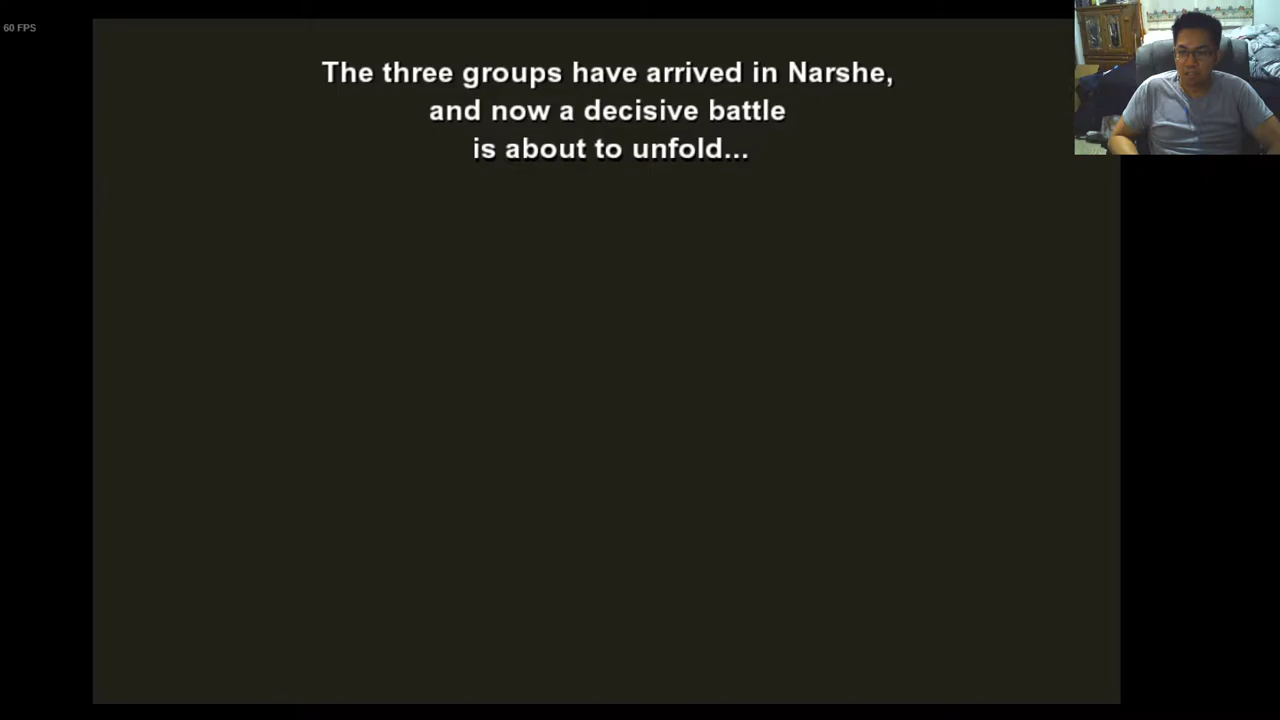 60 FPS
The three groups have arrived in Narshe,
and now a decisive battle
is about to unfold...